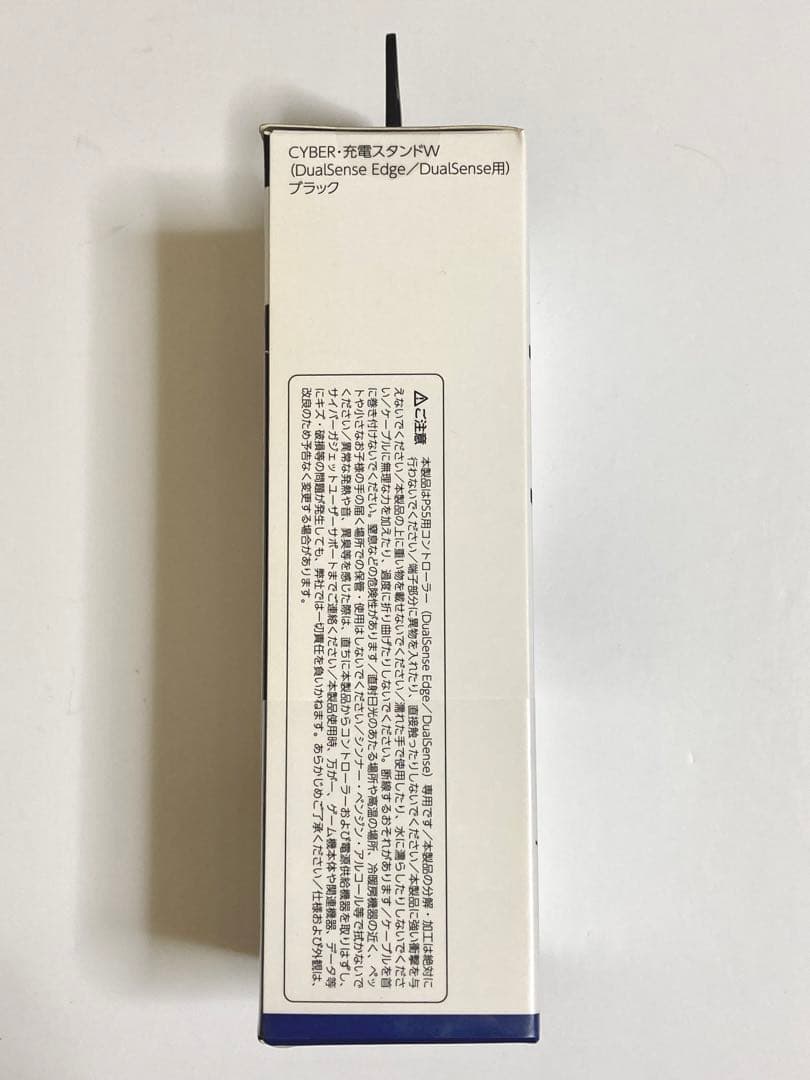 CYBER・充電スタンドW
(DualSense Edge／DualSense用)
ブラック
⚠ご注意 本製品はPS5用コントローラー（DualSense Edge／DualSense）専用です／本製品の分解・加工は絶対に
行わないでください／端子部分に異物を入れたり、直接触ったりしないでください／本製品に強い衝撃を与
えないでください／本製品の上に重い物を載せないでください／濡れた手で使用したり、水に濡らしたりしないでくださ
い／ケーブルに無理な力を加えたり、過度に折り曲げたりしないでください。断線するおそれがあります／ケーブルを首
に巻き付けないでください。窒息などの危険性があります／直射日光のあたる場所や高温の場所、冷暖房機器の近く、ペッ
トや小さなお子様の手の届く場所での保管・使用はしないでください／シンナー・ベンジン・アルコール等で拭かないで
ください／異常な発熱や音、異臭等を感じた際は、直ちに本製品からコントローラーおよび電源供給機器を取りはずし、
サイバーガジェットユーザーサポートまでご連絡ください／本製品使用時、万が一、ゲーム機本体や関連機器、データ等
にキズ・破損等の問題が発生しても、弊社では一切責任を負いかねます。あらかじめご了承ください／仕様および外観は、
改良のため予告なく変更する場合があります。